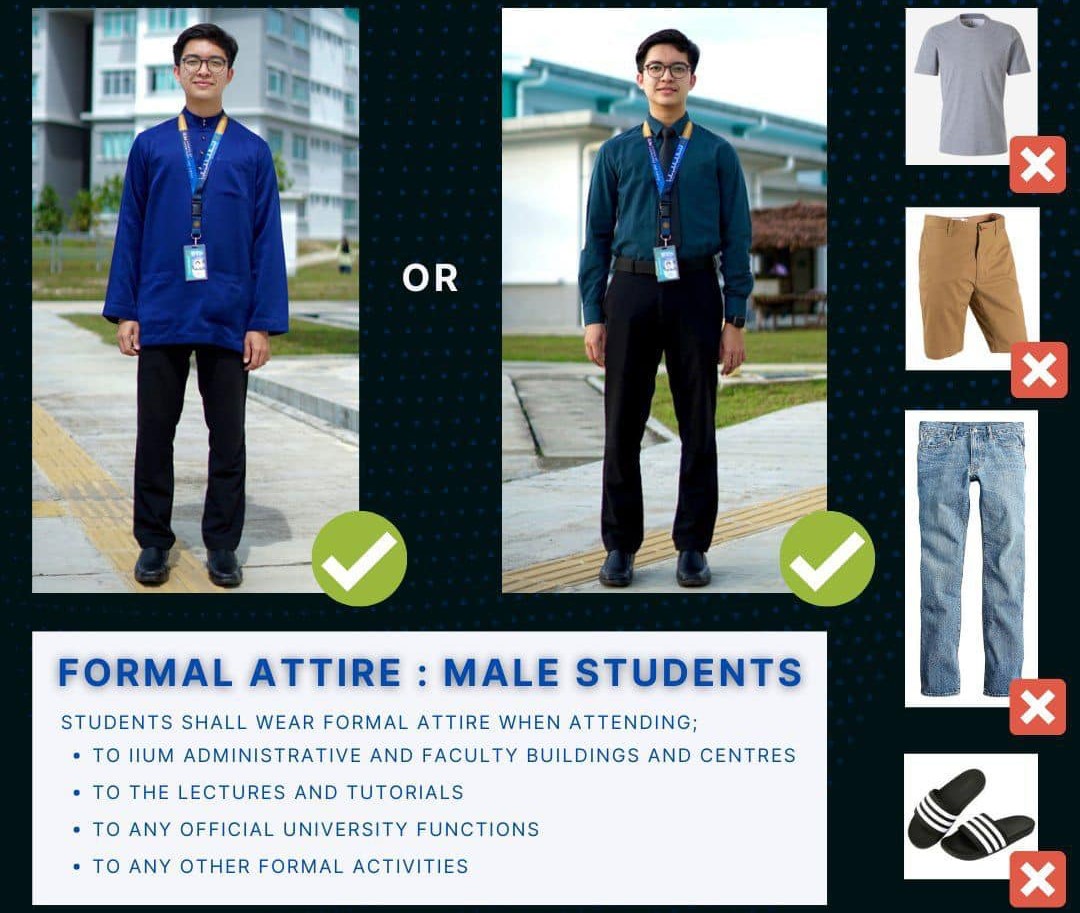 OR
FORMAL ATTIRE : MALE STUDENTS
STUDENTS SHALL WEAR FORMAL ATTIRE WHEN ATTENDING;
• TO IIUM ADMINISTRATIVE AND FACULTY BUILDINGS AND CENTRES
• TO THE LECTURES AND TUTORIALS
• TO ANY OFFICIAL UNIVERSITY FUNCTIONS
• TO ANY OTHER FORMAL ACTIVITIES